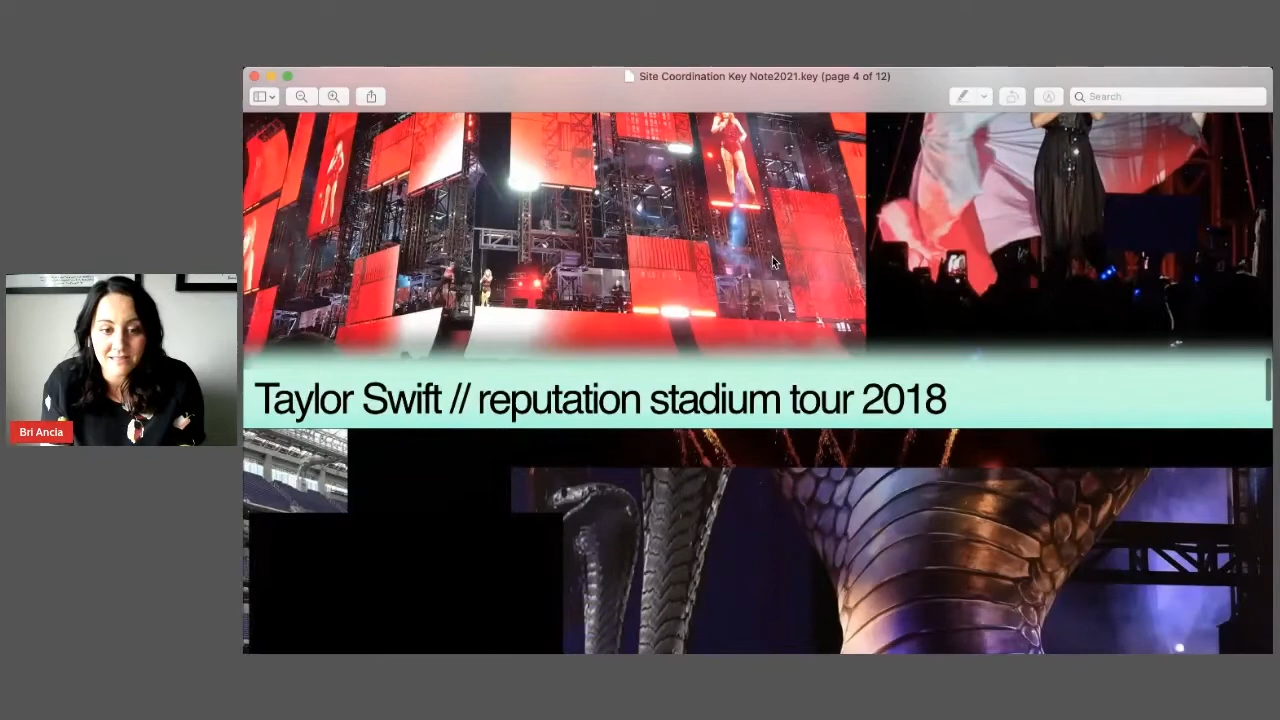 Site Coordination Key Note2021.key (page 4 of 12)
Search
Taylor Swift // reputation stadium tour 2018
Bri Ancia